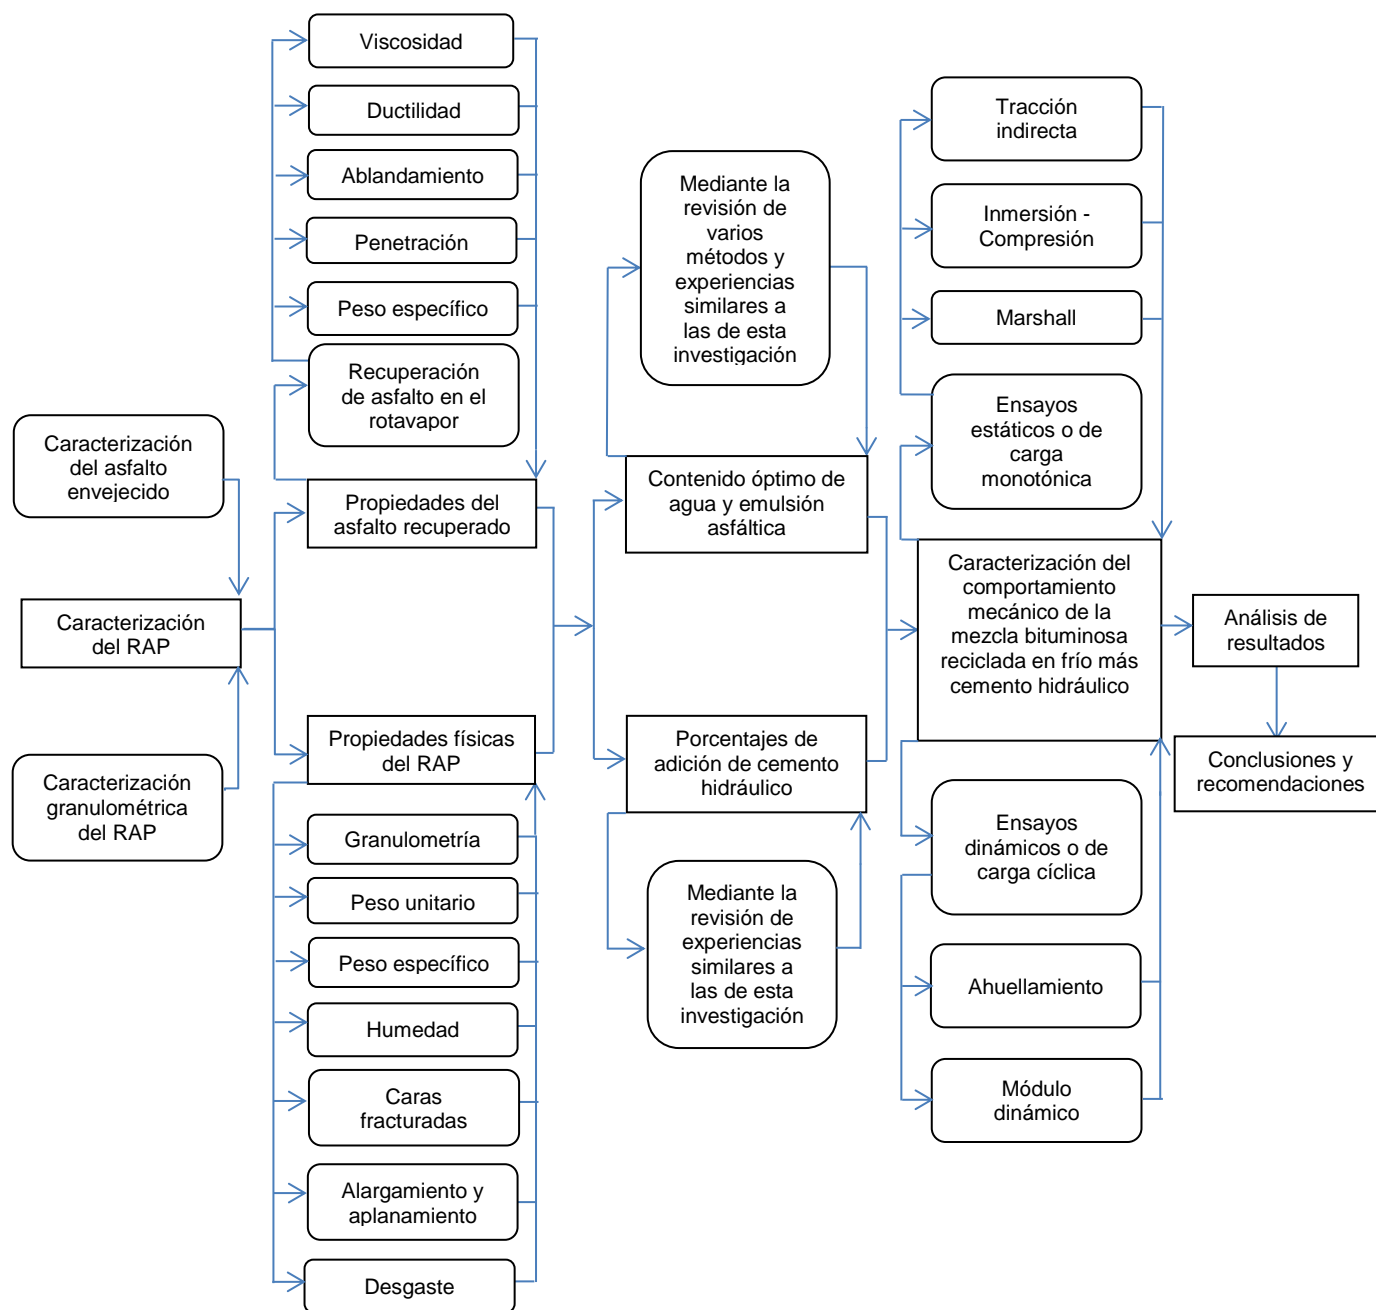 Caracterización
del asfalto
envejecido
Caracterización
del RAP
Caracterización
granulométrica
del RAP
Viscosidad
Ductilidad
Ablandamiento
Penetración
Peso específico
Recuperación
de asfalto en el
rotavapor
Propiedades del
asfalto recuperado
Propiedades físicas
del RAP
Granulometría
Peso unitario
Peso específico
Humedad
Caras
fracturadas
Alargamiento y
aplanamiento
Desgaste
Mediante la
revisión de
varios
métodos y
experiencias
similares a
las de esta
investigación
Contenido óptimo de
agua y emulsión
asfáltica
Porcentajes de
adición de cemento
hidráulico
Mediante la
revisión de
experiencias
similares a
las de esta
investigación
Tracción
indirecta
Inmersión -
Compresión
Marshall
Ensayos
estáticos o de
carga
monotónica
Caracterización del
comportamiento
mecánico de la
mezcla bituminosa
reciclada en frío más
cemento hidráulico
Ensayos
dinámicos o de
carga cíclica
Ahuellamiento
Módulo
dinámico
Análisis de
resultados
Conclusiones y
recomendaciones